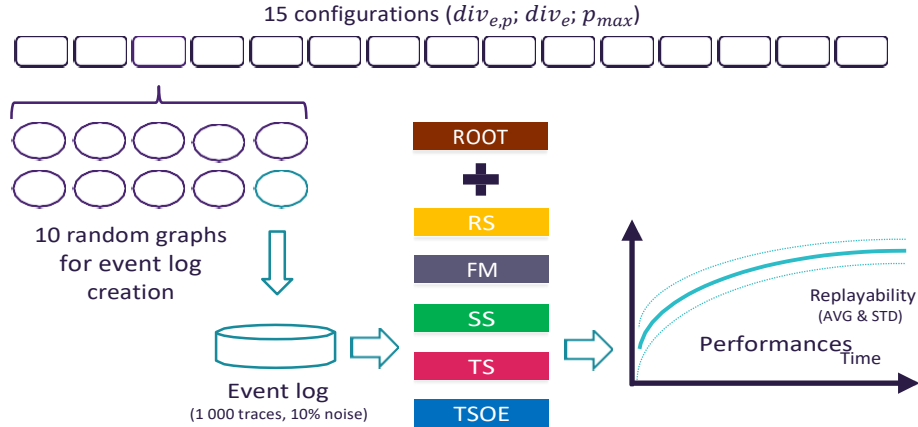 15 configurations (div_{e,p}; div_e; p_{max})
10 random graphs
for event log
creation
Event log
(1 000 traces, 10% noise)
ROOT
RS
FM
SS
TS
TSOE
Replayability
(AVG & STD)
Performances
Time